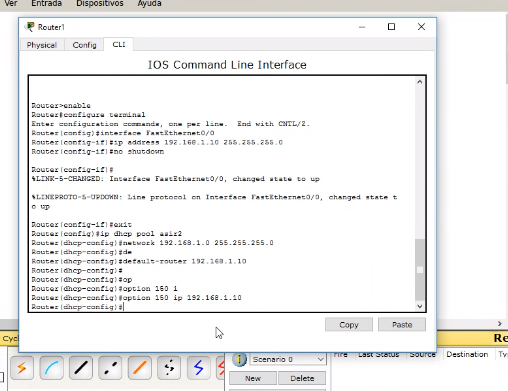 Ver Entrada Dispositivos Ayuda
Router1
Physical Config CLI
IOS Command Line Interface
Router>enable
Router#configure terminal
Enter configuration commands, one per line. End with CNTL/Z.
Router(config)#interface FastEthernet0/0
Router(config-if)#ip address 192.168.1.10 255.255.255.0
Router(config-if)#no shutdown
Router(config-if)#
%LINK-5-CHANGED: Interface FastEthernet0/0, changed state to up
%LINEPROTO-5-UPDOWN: Line protocol on Interface FastEthernet0/0, changed state t
o up
Router(config-if)#exit
Router(config)#ip dhcp pool asir2
Router(dhcp-config)#network 192.168.1.0 255.255.255.0
Router(dhcp-config)#de
Router(dhcp-config)#default-router 192.168.1.10
Router(dhcp-config)#
Router(dhcp-config)#op
Router(dhcp-config)#option 150 i
Router(dhcp-config)#option 150 ip 192.168.1.10
Router(dhcp-config)#
Copy Paste
Scenario 0
Fire Last Status Source Destination
New Delete